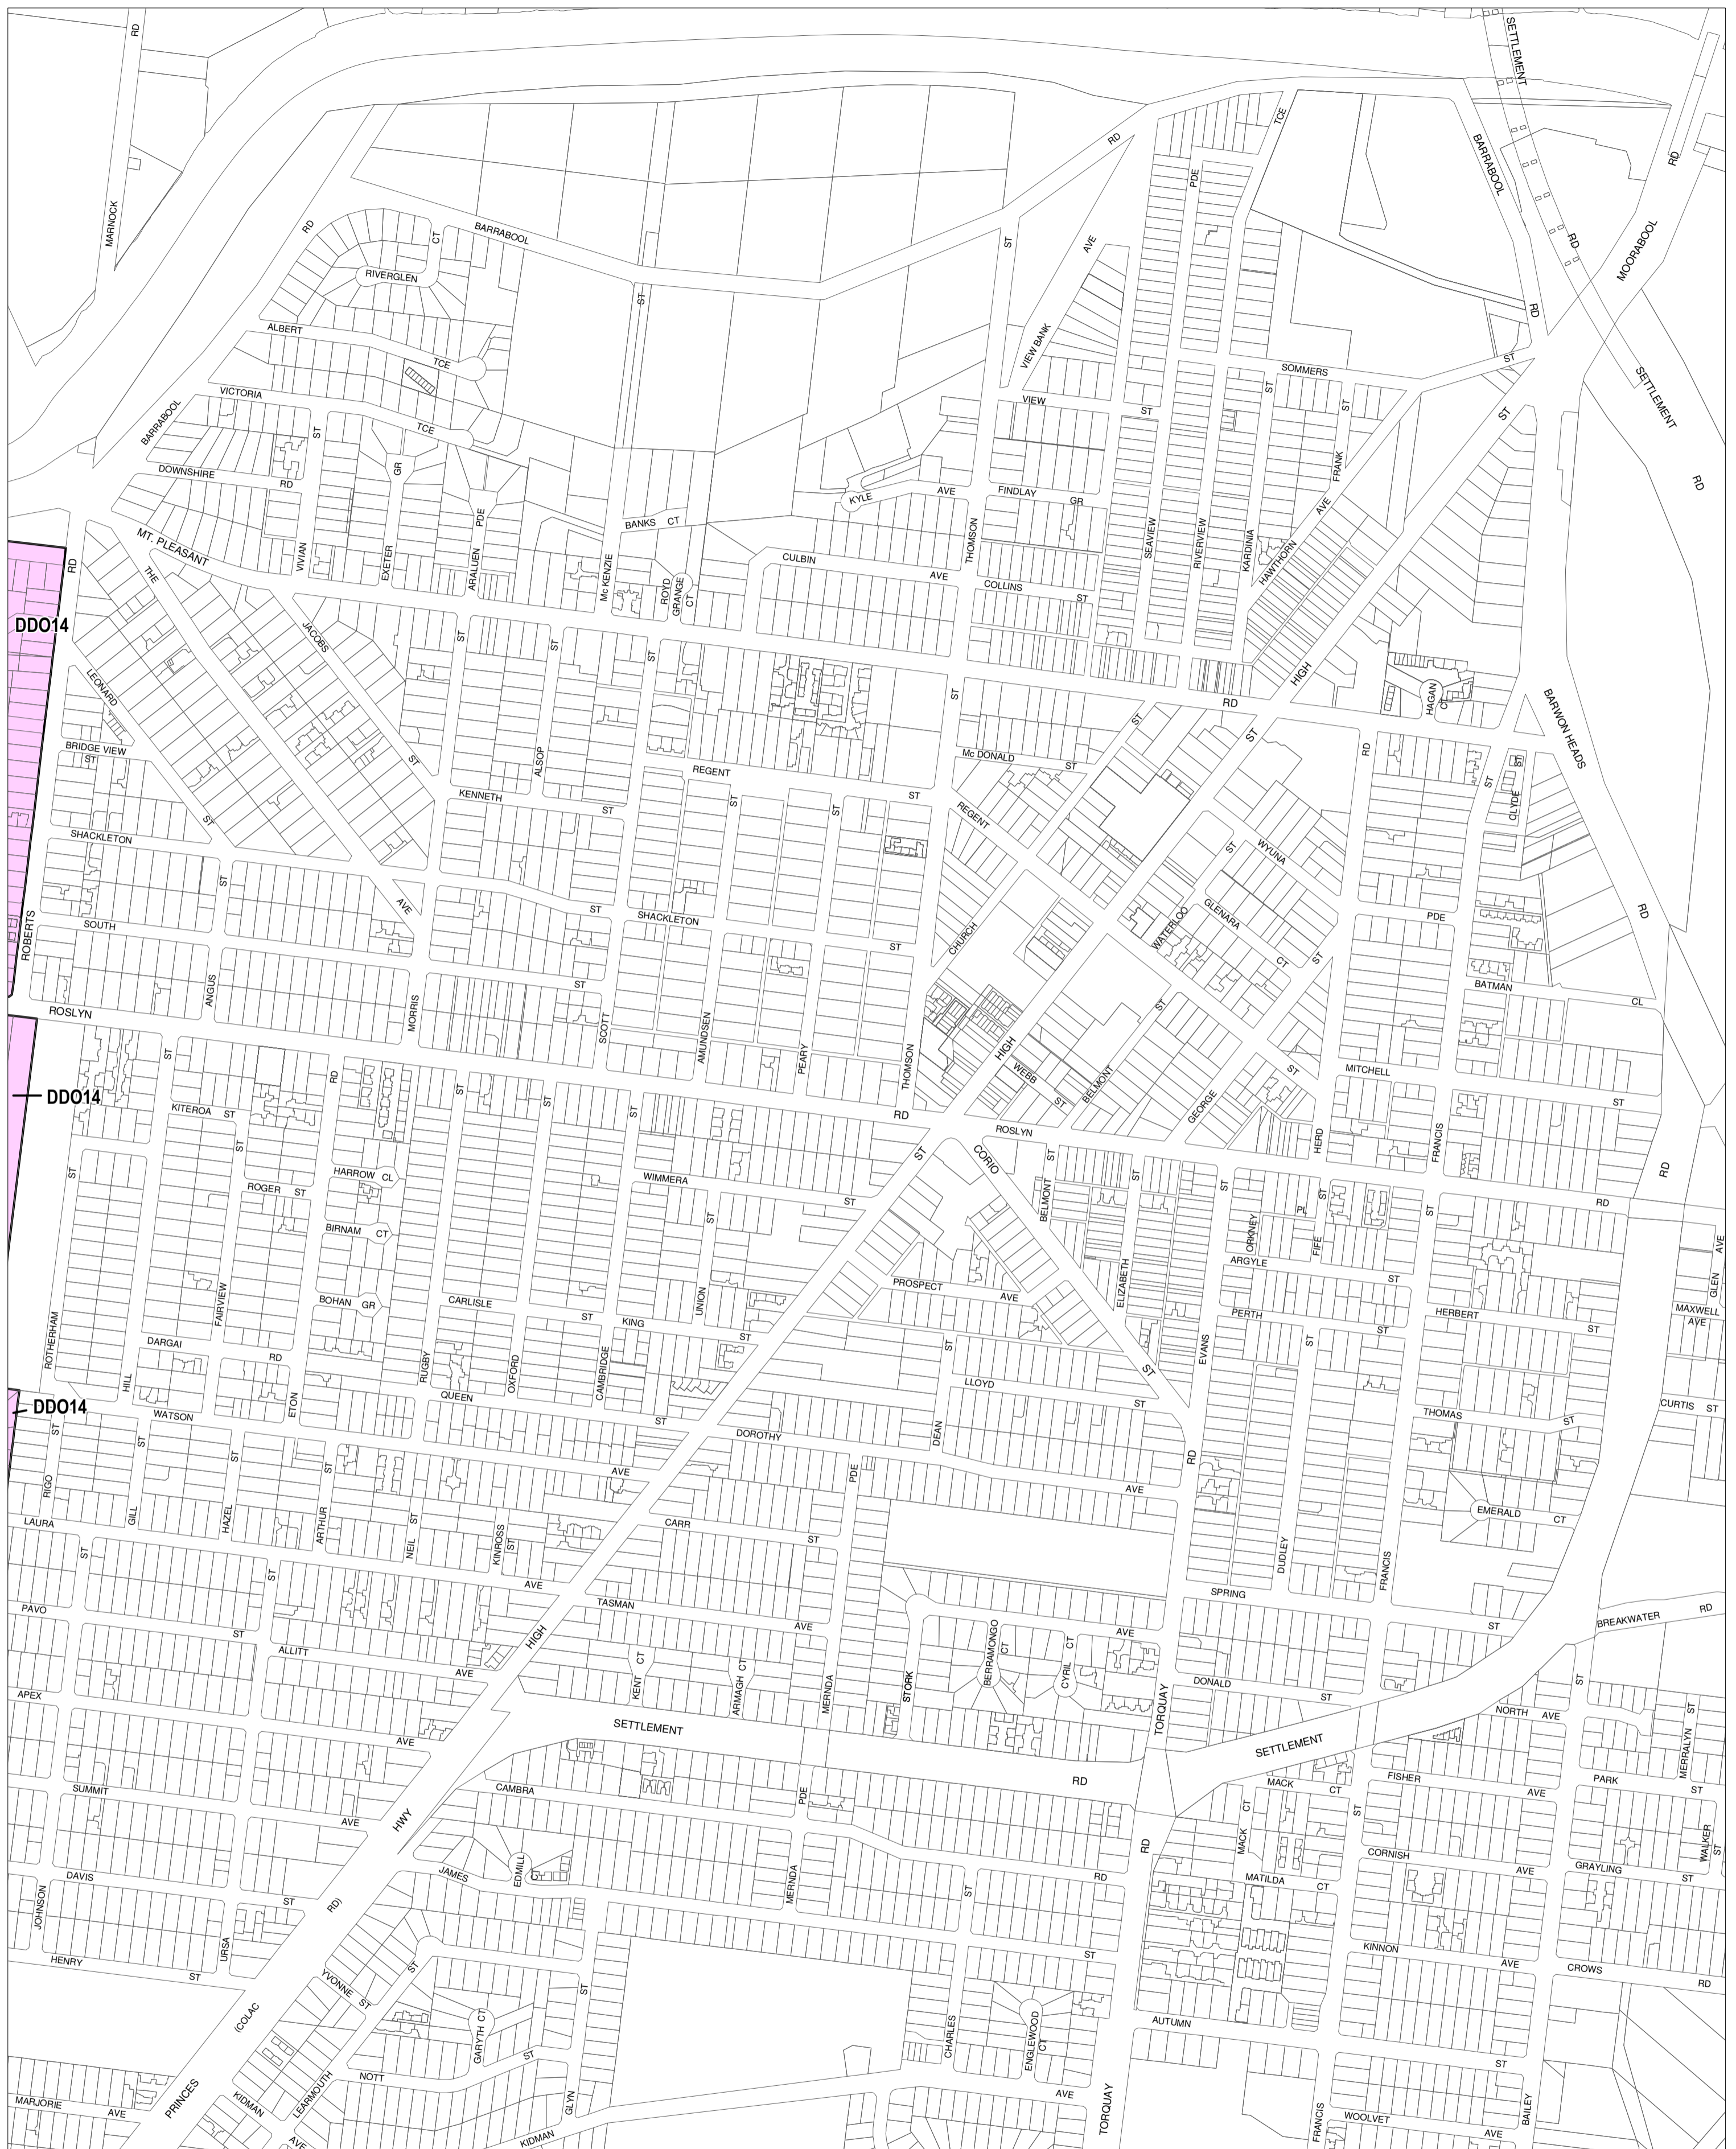 RD
SETTLEMENT
TCE
RD
BARRABOOL
RD
PDE
MARNOCK
RD
CT
BARRABOOL
ST
AVE
RD
MOORABOOL
RIVERGLEN
ST
RD
ALBERT
TCE
VIEW BANK
ST
SOMMERS
SETTLEMENT
VICTORIA
BARRABOOL
TCE
ST
VIEW
ST
ST
ST
ST
DOWNSHIRE
RD
GR
KYLE
AVE
FINDLAY
GR
FRANK
RD
BANKS CT
PDE
AVE
MT. PLEASANT
VIVIAN
EXETER
ARALUEN
Mc KENZIE
CULBIN
AVE
THOMSON
SEAVIEW
RIVERVIEW
KARDINIA
HAWTHORN
RD
THE
ROYD
GRANGE
CT
COLLINS
ST
DDO14
JACOBS
ST
ST
ST
HIGH
LEONARD
ST
RD
HAGAN
CT
BARWON HEADS
ST
ST
BRIDGE VIEW
ST
ST
ALSOP
REGENT
Mc DONALD
ST
RD
ST
ST
CLYDE
KENNETH
ST
ST
ST
ST
REGENT
SHACKLETON
ST
WYUNA
ST
ST
AVE
ST
SHACKLETON
GLENARA
PDE
RD
SOUTH
ROBERTS
ST
CHURCH
WATERLOO
CT
ST
ANGUS
ST
BATMAN
CL
ROSLYN
MORRIS
SCOTT
AMUNDSEN
PEARY
THOMSON
HIGH
ST
ST
RD
ST
ST
ST
WEBB
ST
BELMONT
ST
MITCHELL
DDO14
KITEROA
ST
RD
GEORGE
ST
ROSLYN
HERD
FRANCIS
ST
ST
HARROW CL
WIMMERA
ST
ST
CORIO
ST
ST
RD
ROGER
ST
ST
BELMONT
ST
ST
PL
ST
RD
BIRNAM
CT
ORKNEY
FIFE
AVE
ARGYLE
ST
BOHAN
GR
CARLISLE
ST
UNION
PROSPECT
AVE
ELIZABETH
GLEN
FAIRVIEW
KING
ST
PERTH
ST
HERBERT
ST
MAXWELL
AVE
ROTHERHAM
DARGAI
RD
ST
EVANS
ST
HILL
ETON
RUGBY
OXFORD
CAMBRIDGE
ST
LLOYD
ST
CURTIS ST
DDO14
QUEEN
WATSON
ST
DOROTHY
DEAN
THOMAS
ST
ST
ST
ST
ST
AVE
PDE
RD
RIGO
AVE
LAURA
GILL
HAZEL
ARTHUR
NEIL
ST
KINROSS
ST
CARR
ST
EMERALD
CT
ST
ST
AVE
DUDLEY
FRANCIS
PAVO
ST
TASMAN
AVE
SPRING
BREAKWATER
RD
ALLITT
HIGH
BERRAMONGO
CT
CYRIL
CT
AVE
ST
AVE
KENT
CT
ARMAGH
CT
MERNDA
STORK
TORQUAY
DONALD
ST
ST
APEX
NORTH
AVE
ST
AVE
SETTLEMENT
SETTLEMENT
MERRALYN
SUMMIT
CAMBRA
RD
MACK
CT
FISHER
AVE
PARK
ST
AVE
HWY
PDE
MACK
CT
ST
WALKER
ST
RD
CORNISH
AVE
DAVIS
JAMES
EDMILL
C
MERNDA
ST
RD
MATILDA
CT
GRAYLING
ST
ST
JOHNSON
RD)
URSA
HENRY
ST
ST
KINNON
AVE
CROWS
RD
YVONNE
ST
ST
ST
(COLAC
GARYTH
CT
CHARLES
ENGLEWOOD
CT
AUTUMN
NOTT
ST
ST
MARJORIE
AVE
PRINCES
KIDMAN
AVE
LEARMOUTH
GLYN
KIDMAN
AVE
TORQUAY
FRANCIS
WOOLVET
AVE
BAILEY